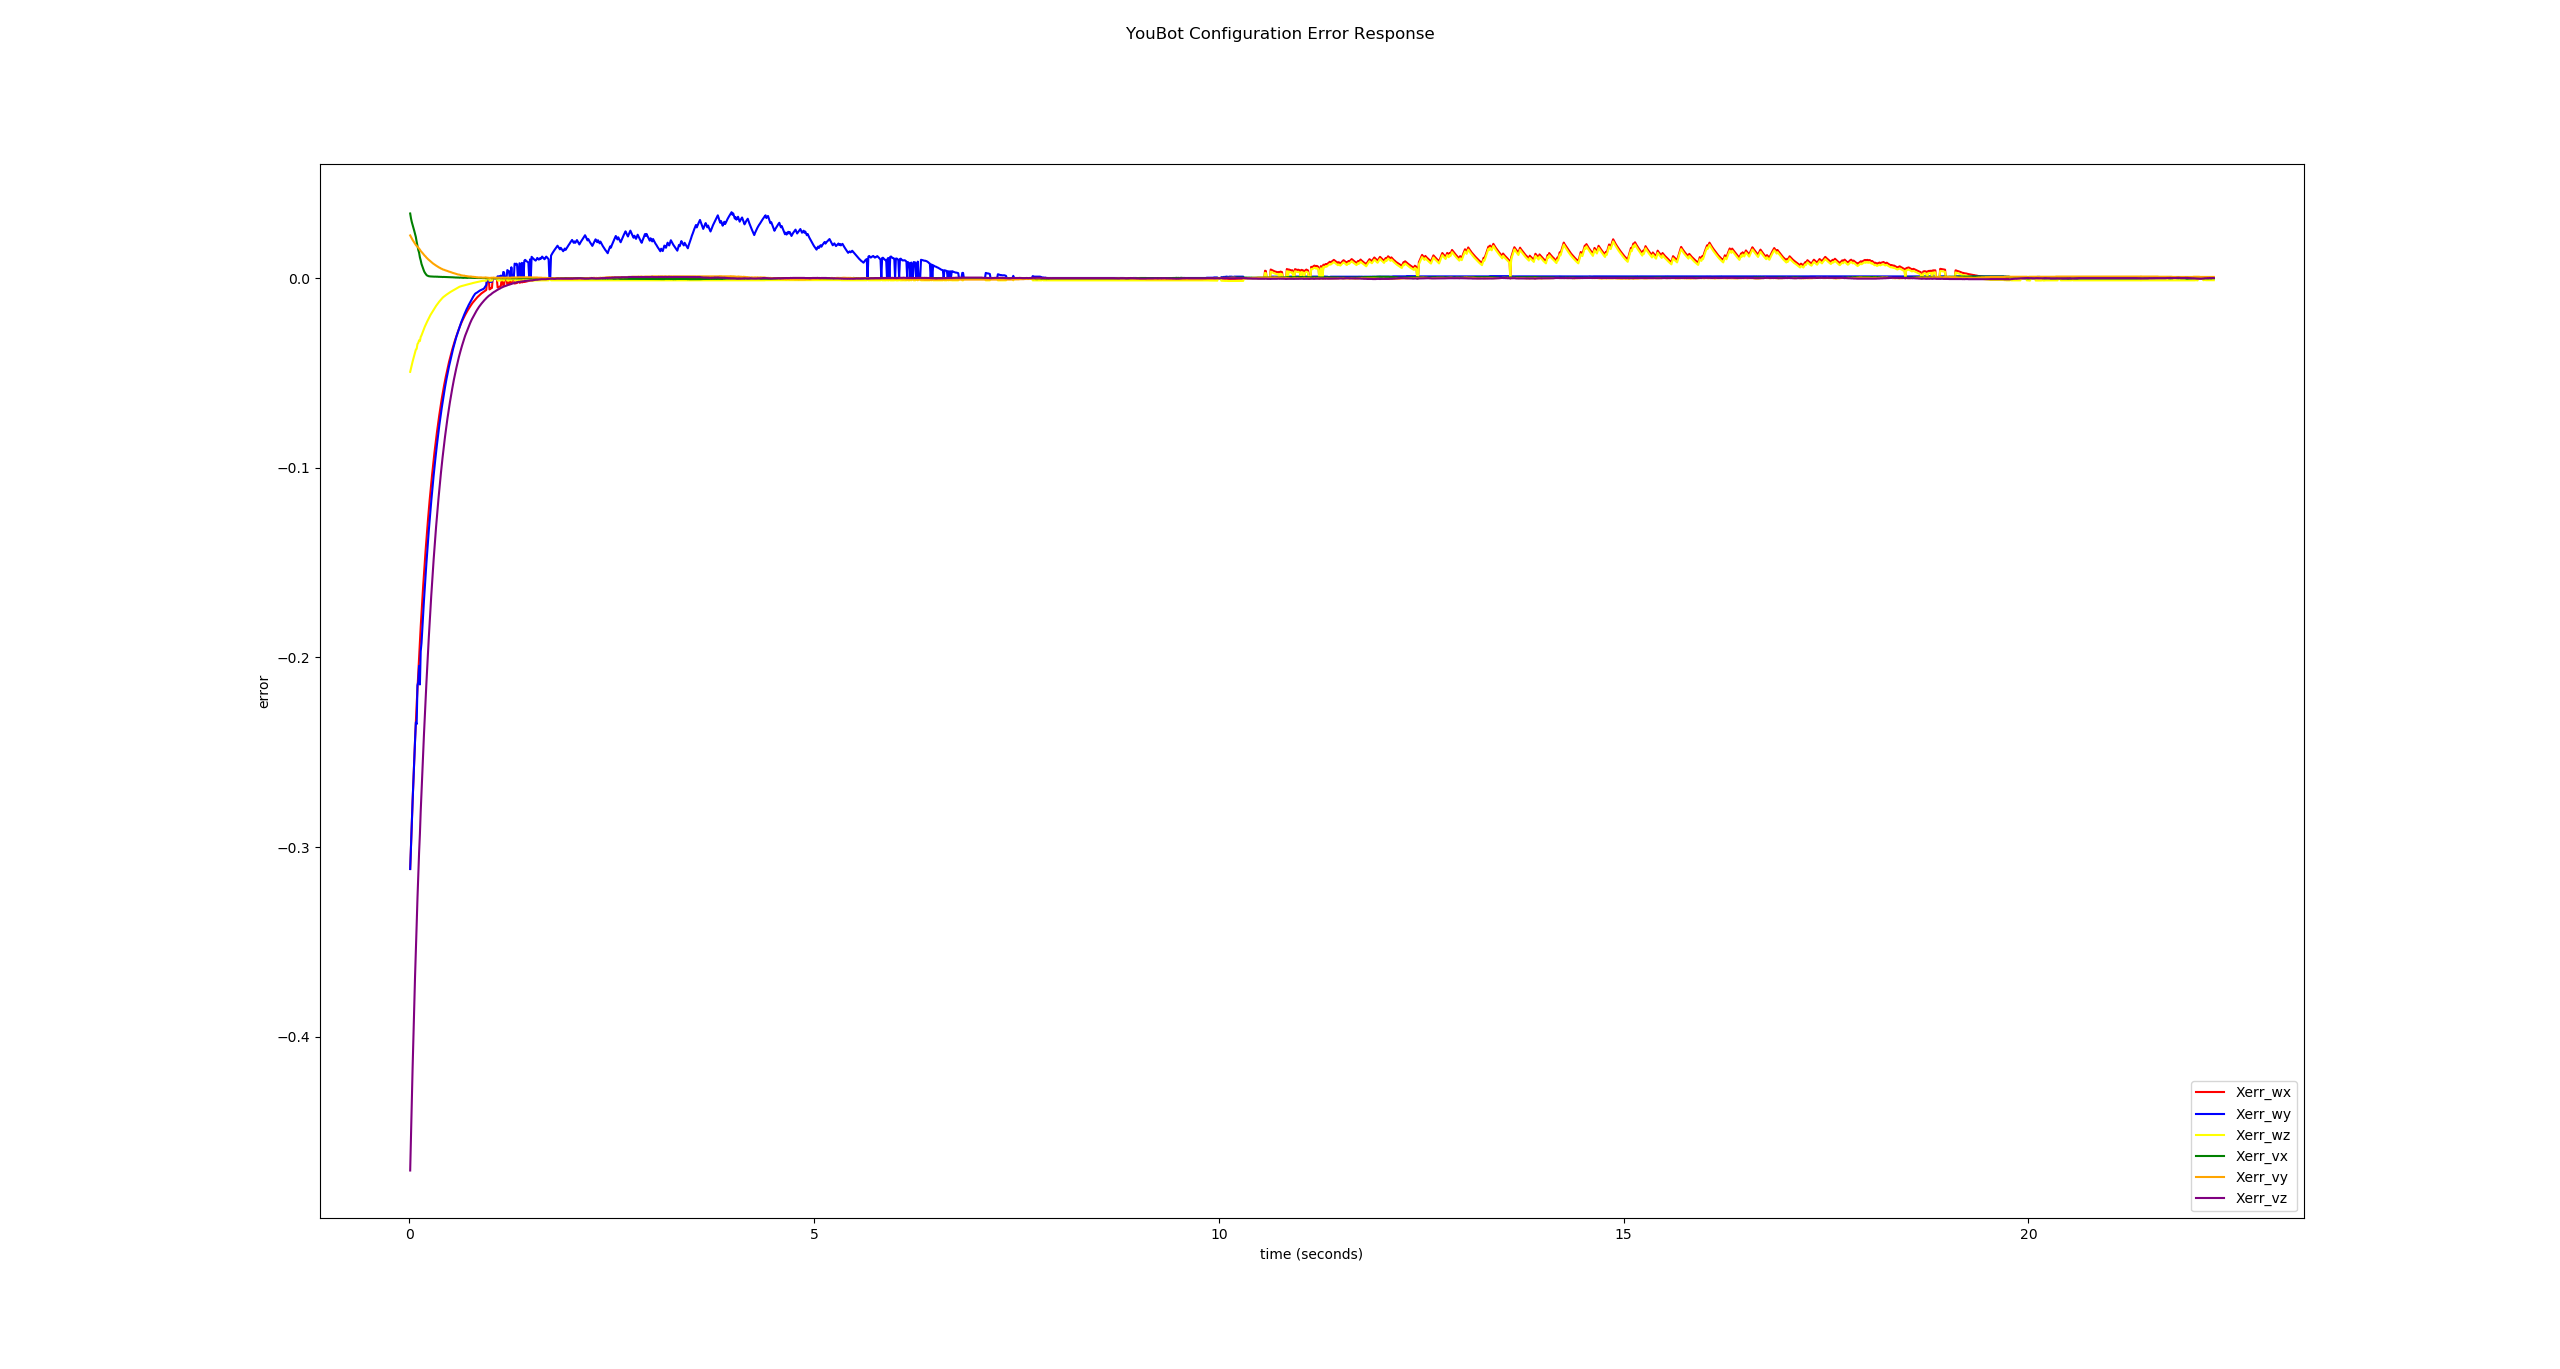 YouBot Configuration Error Response
0.0
−0.1
−0.2
−0.3
−0.4
error
0 5 10 15 20
time (seconds)
Xerr_wx
Xerr_wy
Xerr_wz
Xerr_vx
Xerr_vy
Xerr_vz